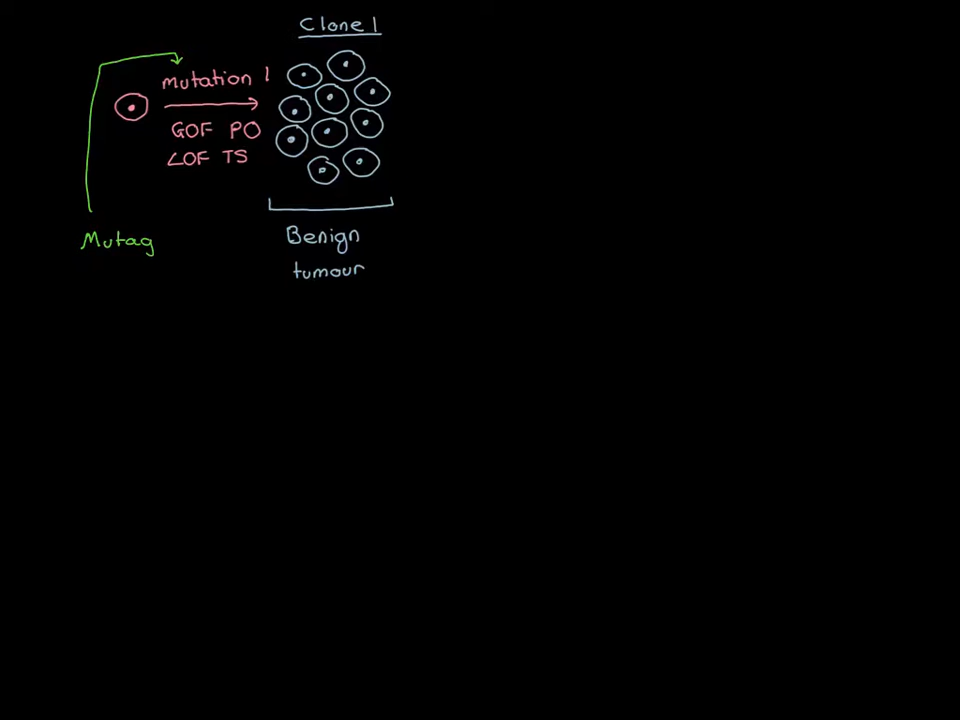 Clone 1
mutation 1
GOF PO
LOF TS
Mutag
Benign
tumour